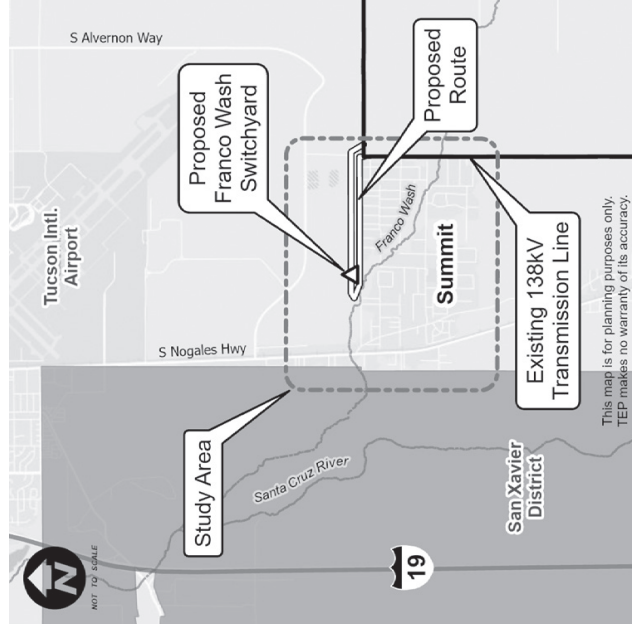 S Alvernon Way
Proposed
Franco Wash
Switchyard
Proposed
Route
Tucson Intl.
Airport
Franco Wash
Summit
Existing 138kV
Transmission Line
S Nogales Hwy
Study Area
Santa Cruz River
San Xavier
District
19
N
NOT TO SCALE
This map is for planning purposes only.
TEP makes no warranty of its accuracy.